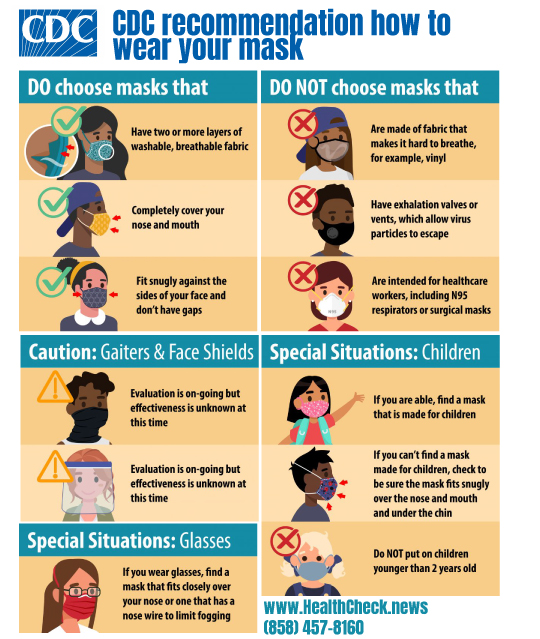 CDC
CDC recommendation how to
wear your mask
DO choose masks that
Have two or more layers of
washable, breathable fabric
Completely cover your
nose and mouth
Fit snugly against the
sides of your face and
don't have gaps
DO NOT choose masks that
Are made of fabric that
makes it hard to breathe,
for example, vinyl
Have exhalation valves or
vents, which allow virus
particles to escape
Are intended for healthcare
workers, including N95
respirators or surgical masks
N95
Caution: Gaiters & Face Shields
Evaluation is on-going but
effectiveness is unknown at
this time
Evaluation is on-going but
effectiveness is unknown at
this time
Special Situations: Glasses
If you wear glasses, find a
mask that fits closely over
your nose or one that has a
nose wire to limit fogging
Special Situations: Children
If you are able, find a mask
that is made for children
If you can't find a mask
made for children, check to
be sure the mask fits snugly
over the nose and mouth
and under the chin
Do NOT put on children
younger than 2 years old
www.HealthCheck.news
(858) 457-8160